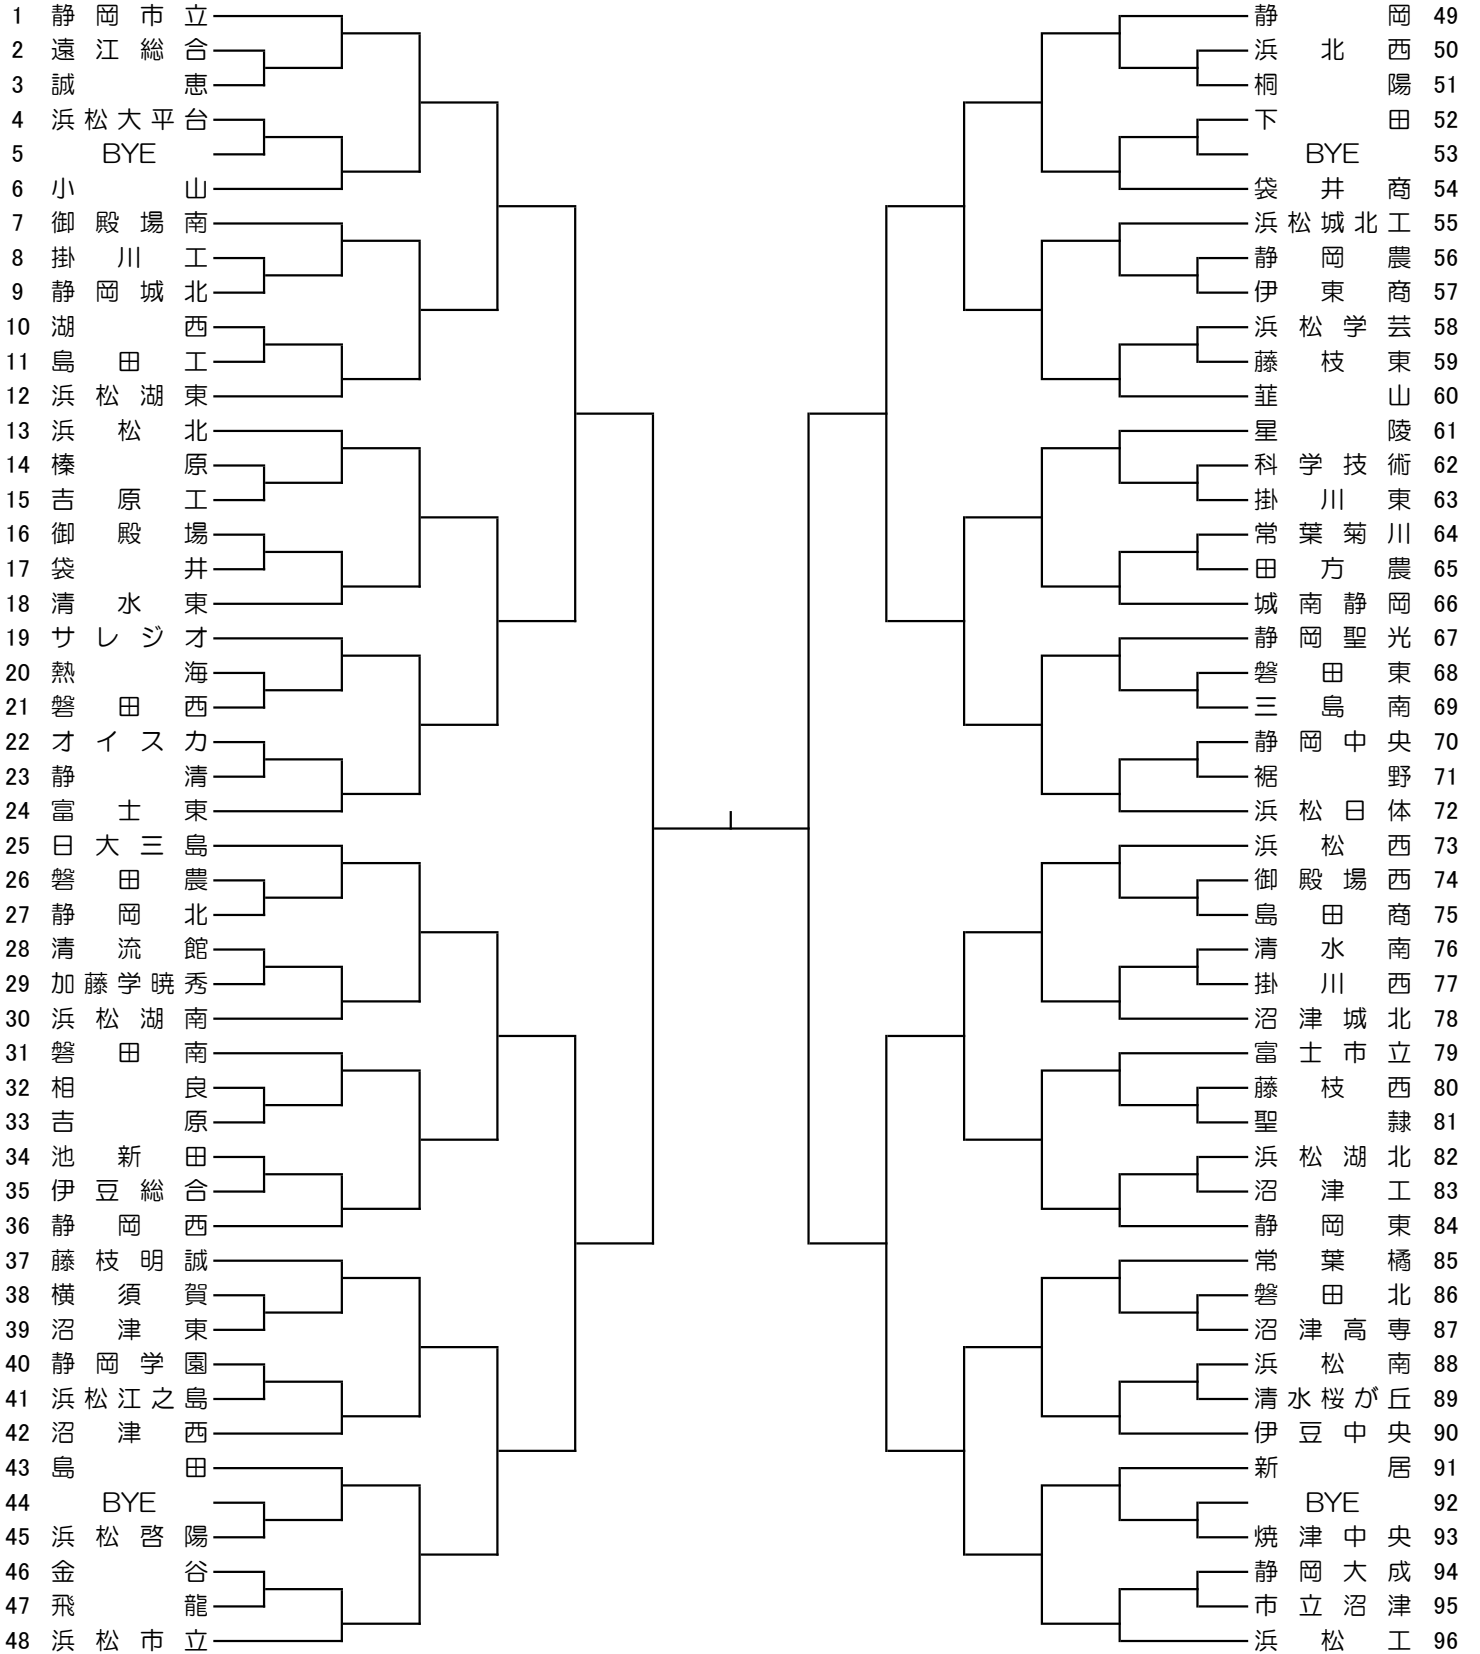 1 静岡市立
2 遠江総合
3 誠恵
4 浜松大平台
5 BYE
6 小山
7 御殿場南
8 掛川工
9 静岡城北
10 湖西
11 島田工
12 浜松湖東
13 浜松北
14 榛原
15 吉原工
16 御殿場
17 袋井
18 清水東
19 サレジオ
20 熱海
21 磐田西
22 オイスカ
23 静清
24 富士東
25 日大三島
26 磐田農
27 静岡北
28 清流館
29 加藤学暁秀
30 浜松湖南
31 磐田南
32 相良
33 吉原
34 池新田
35 伊豆総合
36 静岡西
37 藤枝明誠
38 横須賀
39 沼津東
40 静岡学園
41 浜松江之島
42 沼津西
43 島田
44 BYE
45 浜松啓陽
46 金谷
47 飛龍
48 浜松市立
静岡 49
浜北西 50
桐陽 51
下田 52
BYE 53
袋井商 54
浜松城北工 55
静岡農 56
伊東商 57
浜松学芸 58
藤枝東 59
韮山 60
星陵 61
科学技術 62
掛川東 63
常葉菊川 64
田方農 65
城南静岡 66
静岡聖光 67
磐田東 68
三島南 69
静岡中央 70
裾野 71
浜松日体 72
浜松西 73
御殿場西 74
島田商 75
清水南 76
掛川西 77
沼津城北 78
富士市立 79
藤枝西 80
聖隷 81
浜松湖北 82
沼津工 83
静岡東 84
常葉橘 85
磐田北 86
沼津高専 87
浜松南 88
清水桜が丘 89
伊豆中央 90
新居 91
BYE 92
焼津中央 93
静岡大成 94
市立沼津 95
浜松工 96